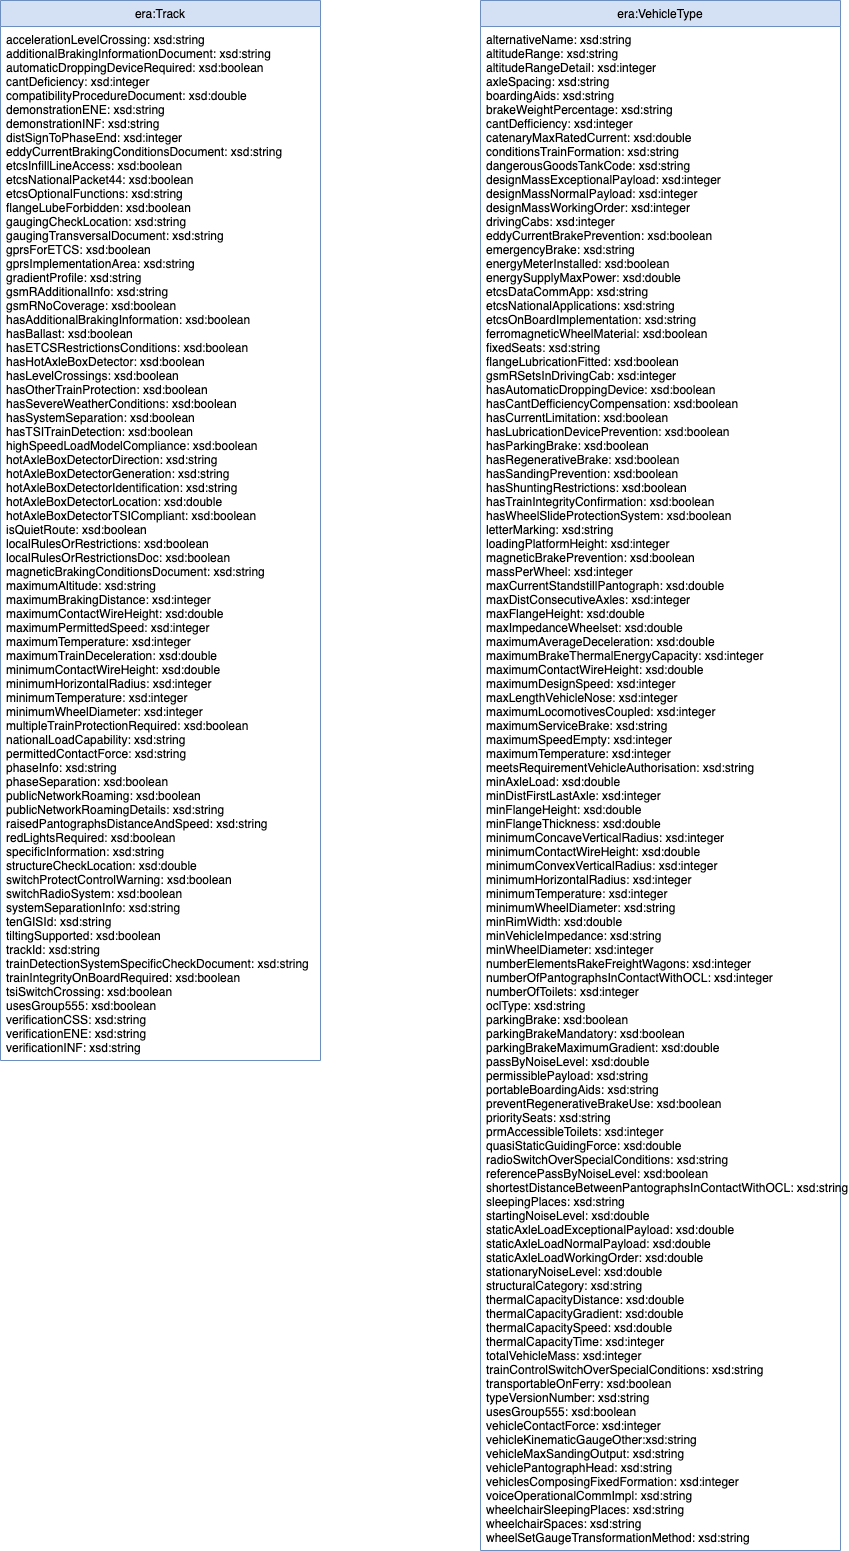 era:Track
accelerationLevelCrossing: xsd:string
additionalBrakingInformationDocument: xsd:string
automaticDroppingDeviceRequired: xsd:boolean
cantDeficiency: xsd:integer
compatibilityProcedureDocument: xsd:double
demonstrationENE: xsd:string
demonstrationINF: xsd:string
distSignToPhaseEnd: xsd:integer
eddyCurrentBrakingConditionsDocument: xsd:string
etcsInfillLineAccess: xsd:boolean
etcsNationalPacket44: xsd:boolean
etcsOptionalFunctions: xsd:string
flangeLubeForbidden: xsd:boolean
gaugingCheckLocation: xsd:string
gaugingTransversalDocument: xsd:string
gprsForETCS: xsd:boolean
gprsImplementationArea: xsd:string
gradientProfile: xsd:string
gsmRAdditionalInfo: xsd:string
gsmRNoCoverage: xsd:boolean
hasAdditionalBrakingInformation: xsd:boolean
hasBallast: xsd:boolean
hasETCSRestrictionsConditions: xsd:boolean
hasHotAxleBoxDetector: xsd:boolean
hasLevelCrossings: xsd:boolean
hasOtherTrainProtection: xsd:boolean
hasSevereWeatherConditions: xsd:boolean
hasSystemSeparation: xsd:boolean
hasTSITrainDetection: xsd:boolean
highSpeedLoadModelCompliance: xsd:boolean
hotAxleBoxDetectorDirection: xsd:string
hotAxleBoxDetectorGeneration: xsd:string
hotAxleBoxDetectorIdentification: xsd:string
hotAxleBoxDetectorLocation: xsd:double
hotAxleBoxDetectorTSICompliant: xsd:boolean
isQuietRoute: xsd:boolean
localRulesOrRestrictions: xsd:boolean
localRulesOrRestrictionsDoc: xsd:boolean
magneticBrakingConditionsDocument: xsd:string
maximumAltitude: xsd:string
maximumBrakingDistance: xsd:integer
maximumContactWireHeight: xsd:double
maximumPermittedSpeed: xsd:integer
maximumTemperature: xsd:integer
maximumTrainDeceleration: xsd:double
minimumContactWireHeight: xsd:double
minimumHorizontalRadius: xsd:integer
minimumTemperature: xsd:integer
minimumWheelDiameter: xsd:integer
multipleTrainProtectionRequired: xsd:boolean
nationalLoadCapability: xsd:string
permittedContactForce: xsd:string
phaseInfo: xsd:string
phaseSeparation: xsd:boolean
publicNetworkRoaming: xsd:boolean
publicNetworkRoamingDetails: xsd:string
raisedPantographsDistanceAndSpeed: xsd:string
redLightsRequired: xsd:boolean
specificInformation: xsd:string
structureCheckLocation: xsd:double
switchProtectControlWarning: xsd:boolean
switchRadioSystem: xsd:boolean
systemSeparationInfo: xsd:string
tenGISId: xsd:string
tiltingSupported: xsd:boolean
trackId: xsd:string
trainDetectionSystemSpecificCheckDocument: xsd:string
trainIntegrityOnBoardRequired: xsd:boolean
tsiSwitchCrossing: xsd:boolean
usesGroup555: xsd:boolean
verificationCSS: xsd:string
verificationENE: xsd:string
verificationINF: xsd:string
era:VehicleType
alternativeName: xsd:string
altitudeRange: xsd:string
altitudeRangeDetail: xsd:integer
axleSpacing: xsd:string
boardingAids: xsd:string
brakeWeightPercentage: xsd:string
cantDefficiency: xsd:integer
catenaryMaxRatedCurrent: xsd:double
conditionsTrainFormation: xsd:string
dangerousGoodsTankCode: xsd:string
designMassExceptionalPayload: xsd:integer
designMassNormalPayload: xsd:integer
designMassWorkingOrder: xsd:integer
drivingCabs: xsd:integer
eddyCurrentBrakePrevention: xsd:boolean
emergencyBrake: xsd:string
energyMeterInstalled: xsd:boolean
energySupplyMaxPower: xsd:double
etcsDataCommApp: xsd:string
etcsNationalApplications: xsd:string
etcsOnBoardImplementation: xsd:string
ferromagneticWheelMaterial: xsd:boolean
fixedSeats: xsd:string
flangeLubricationFitted: xsd:boolean
gsmRSetsInDrivingCab: xsd:integer
hasAutomaticDroppingDevice: xsd:boolean
hasCantDefficiencyCompensation: xsd:boolean
hasCurrentLimitation: xsd:boolean
hasLubricationDevicePrevention: xsd:boolean
hasParkingBrake: xsd:boolean
hasRegenerativeBrake: xsd:boolean
hasSandingPrevention: xsd:boolean
hasShuntingRestrictions: xsd:boolean
hasTrainIntegrityConfirmation: xsd:boolean
hasWheelSlideProtectionSystem: xsd:boolean
letterMarking: xsd:string
loadingPlatformHeight: xsd:integer
magneticBrakePrevention: xsd:boolean
massPerWheel: xsd:integer
maxCurrentStandstillPantograph: xsd:double
maxDistConsecutiveAxles: xsd:integer
maxFlangeHeight: xsd:double
maxImpedanceWheelset: xsd:double
maximumAverageDeceleration: xsd:double
maximumBrakeThermalEnergyCapacity: xsd:integer
maximumContactWireHeight: xsd:double
maximumDesignSpeed: xsd:integer
maxLengthVehicleNose: xsd:integer
maximumLocomotivesCoupled: xsd:integer
maximumServiceBrake: xsd:string
maximumSpeedEmpty: xsd:integer
maximumTemperature: xsd:integer
meetsRequirementVehicleAuthorisation: xsd:string
minAxleLoad: xsd:double
minDistFirstLastAxle: xsd:integer
minFlangeHeight: xsd:double
minFlangeThickness: xsd:double
minimumConcaveVerticalRadius: xsd:integer
minimumContactWireHeight: xsd:double
minimumConvexVerticalRadius: xsd:integer
minimumHorizontalRadius: xsd:integer
minimumTemperature: xsd:integer
minimumWheelDiameter: xsd:string
minRimWidth: xsd:double
minVehicleImpedance: xsd:string
minWheelDiameter: xsd:integer
numberElementsRakeFreightWagons: xsd:integer
numberOfPantographsInContactWithOCL: xsd:integer
numberOfToilets: xsd:integer
oclType: xsd:string
parkingBrake: xsd:boolean
parkingBrakeMandatory: xsd:boolean
parkingBrakeMaximumGradient: xsd:double
passByNoiseLevel: xsd:double
permissiblePayload: xsd:string
portableBoardingAids: xsd:string
preventRegenerativeBrakeUse: xsd:boolean
prioritySeats: xsd:string
prmAccessibleToilets: xsd:integer
quasiStaticGuidingForce: xsd:double
radioSwitchOverSpecialConditions: xsd:string
referencePassByNoiseLevel: xsd:boolean
shortestDistanceBetweenPantographsInContactWithOCL: xsd:string
sleepingPlaces: xsd:string
startingNoiseLevel: xsd:double
staticAxleLoadExceptionalPayload: xsd:double
staticAxleLoadNormalPayload: xsd:double
staticAxleLoadWorkingOrder: xsd:double
stationaryNoiseLevel: xsd:double
structuralCategory: xsd:string
thermalCapacityDistance: xsd:double
thermalCapacityGradient: xsd:double
thermalCapacitySpeed: xsd:double
thermalCapacityTime: xsd:integer
totalVehicleMass: xsd:integer
trainControlSwitchOverSpecialConditions: xsd:string
transportableOnFerry: xsd:boolean
typeVersionNumber: xsd:string
usesGroup555: xsd:boolean
vehicleContactForce: xsd:integer
vehicleKinematicGaugeOther:xsd:string
vehicleMaxSandingOutput: xsd:string
vehiclePantographHead: xsd:string
vehiclesComposingFixedFormation: xsd:integer
voiceOperationalCommImpl: xsd:string
wheelchairSleepingPlaces: xsd:string
wheelchairSpaces: xsd:string
wheelSetGaugeTransformationMethod: xsd:string